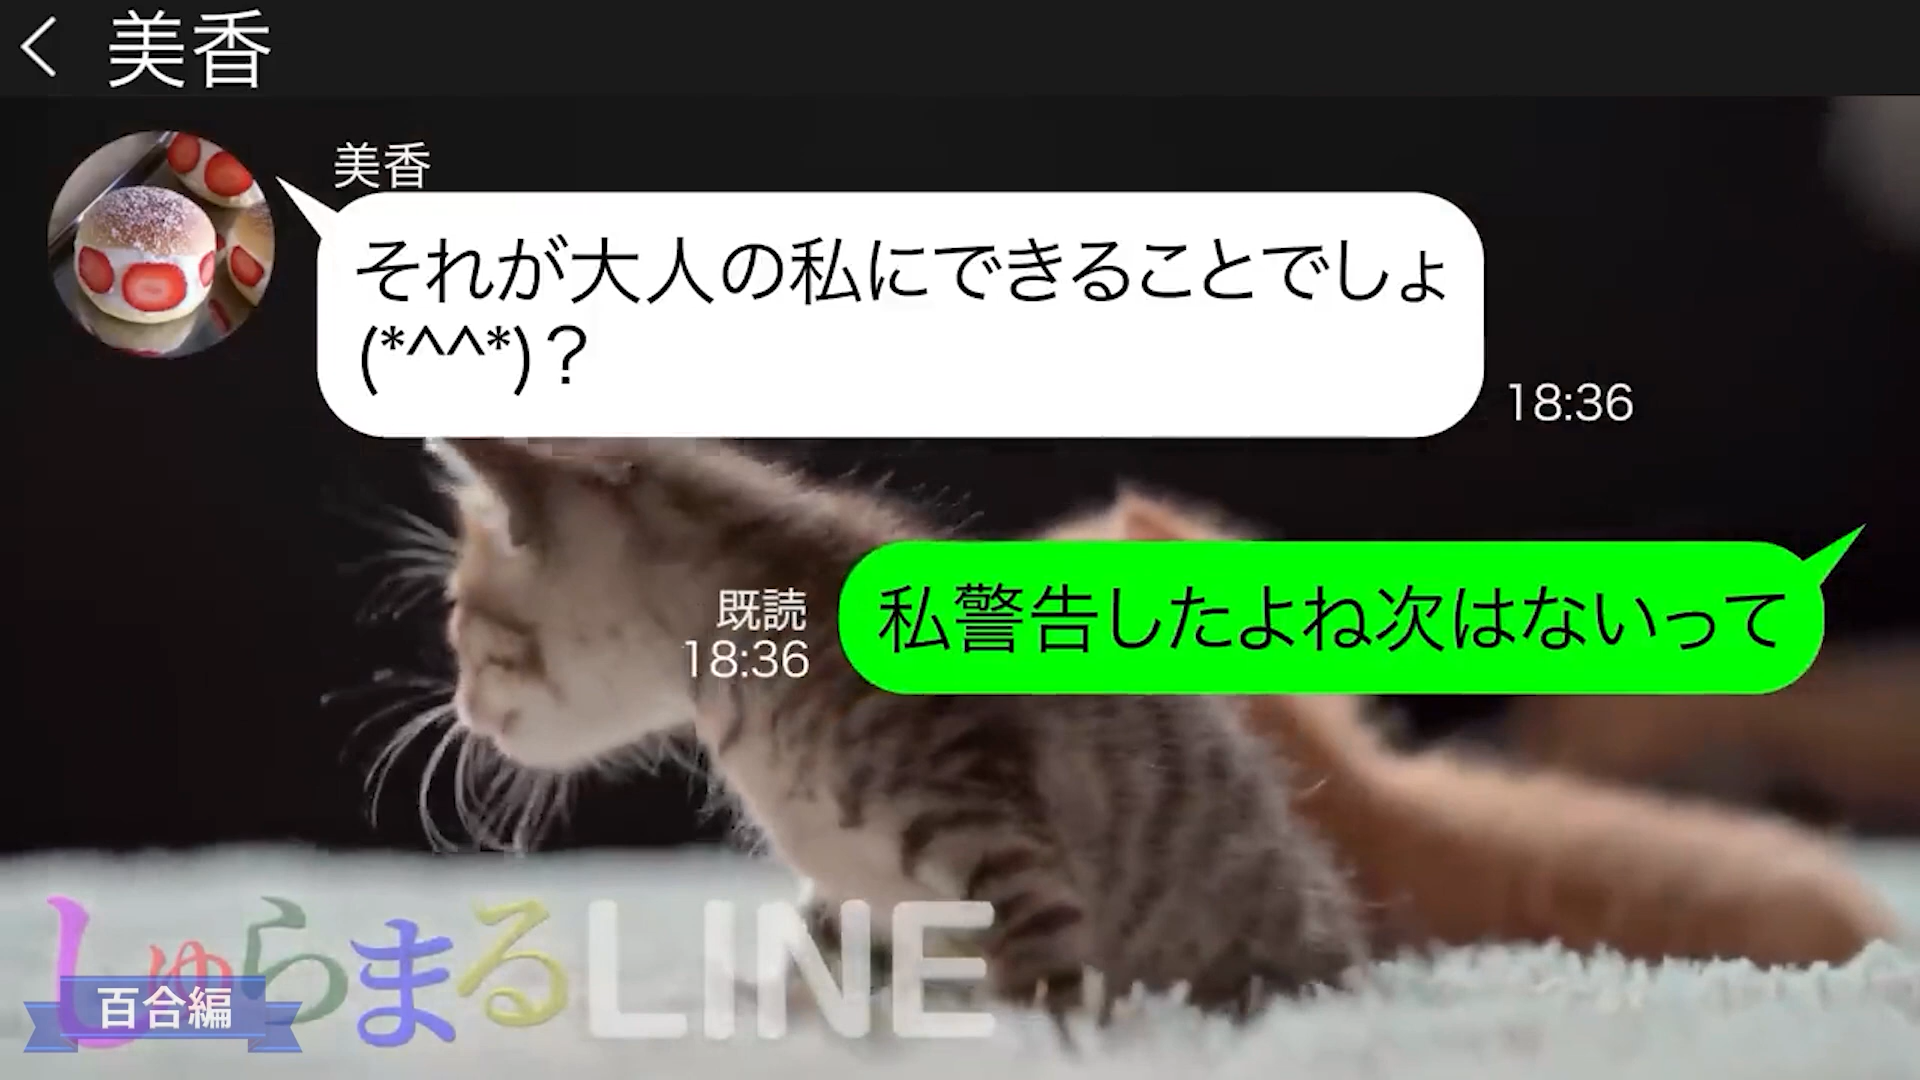 美香
美香
それが大人の私にできることでしょ
(*^^*)？
18:36
既読
18:36
私警告したよね次はないって
しゅらまるLINE
百合編